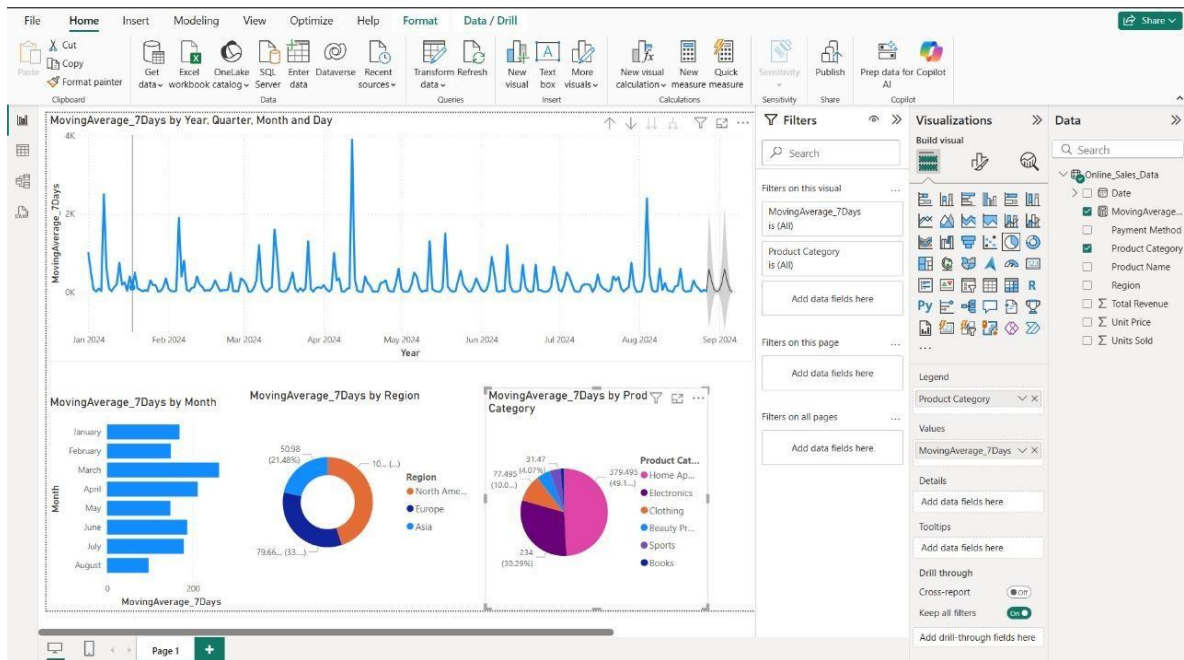 File Home Insert Modeling View Optimize Help Format Data / Drill Share
Paste
Cut
Copy
Format painter
Get data
Excel workbook
OneLake catalog
SQL Server
Enter data
Dataverse
Recent sources
Transform data
Refresh
New visual
Text box
More visuals
New visual calculation
New measure
Quick measure
Sensitivity
Publish
Prep data for AI
Copilot
Clipboard
Data
Queries
Insert
Calculations
Sensitivity
Share
Copilot
MovingAverage_7Days by Year, Quarter, Month and Day
4K
2K
0K
MovingAverage_7Days
Jan 2024 Feb 2024 Mar 2024 Apr 2024 May 2024 Jun 2024 Jul 2024 Aug 2024 Sep 2024
Year
MovingAverage_7Days by Month
Month
January
February
March
April
May
June
July
August
0 200
MovingAverage_7Days
MovingAverage_7Days by Region
50.98
(21.48%)
10... (...)
79.66... (33...)
Region
North Ame...
Europe
Asia
MovingAverage_7Days by Prod
Category
31.47
(4.07%)
77.495
(10.0...)
379.495
(49.1...)
234
(30.29%)
Product Cat...
Home Ap...
Electronics
Clothing
Beauty Pr...
Sports
Books
Filters
Search
Filters on this visual ...
MovingAverage_7Days
is (All)
Product Category
is (All)
Add data fields here
Filters on this page ...
Add data fields here
Filters on all pages ...
Add data fields here
Visualizations
Build visual
R
Py
...
Legend
Product Category
Values
MovingAverage_7Days
Details
Add data fields here
Tooltips
Add data fields here
Drill through
Cross-report Off
Keep all filters On
Add drill-through fields here
Data
Search
Online_Sales_Data
Date
MovingAverage...
Payment Method
Product Category
Product Name
Region
Σ Total Revenue
Σ Unit Price
Σ Units Sold
Page 1
+